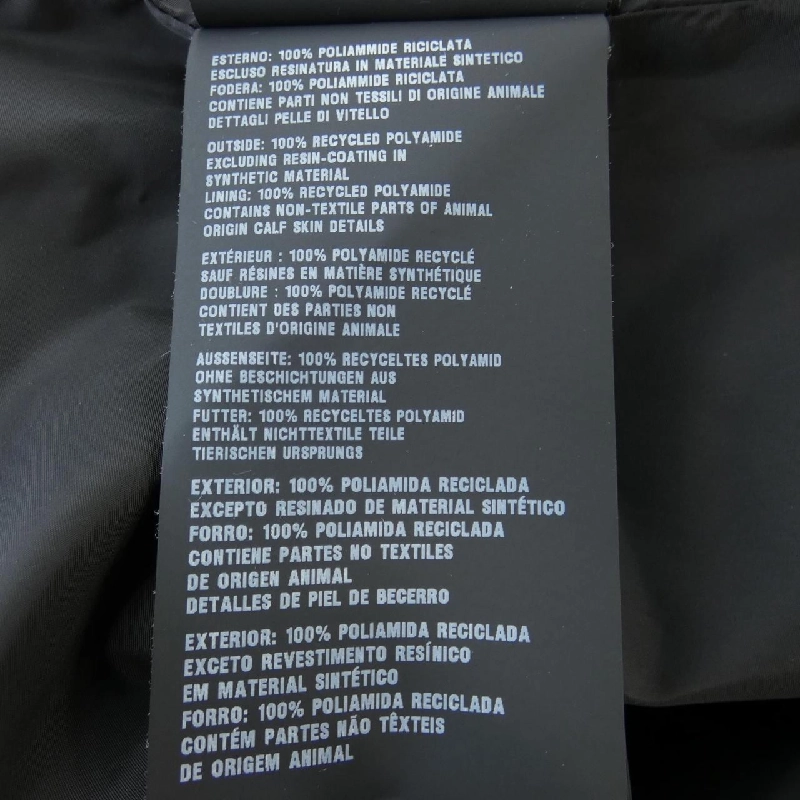 ESTERNO: 100% POLIAMMIDE RICICLATA
ESCLUSO RESINATURA IN MATERIALE SINTETICO
FODERA: 100% POLIAMMIDE RICICLATA
CONTIENE PARTI NON TESSILI DI ORIGINE ANIMALE
DETTAGLI PELLE DI VITELLO
OUTSIDE: 100% RECYCLED POLYAMIDE
EXCLUDING RESIN-COATING IN
SYNTHETIC MATERIAL
LINING: 100% RECYCLED POLYAMIDE
CONTAINS NON-TEXTILE PARTS OF ANIMAL
ORIGIN CALF SKIN DETAILS
EXTÉRIEUR : 100% POLYAMIDE RECYCLÉ
SAUF RÉSINES EN MATIÈRE SYNTHÉTIQUE
DOUBLURE : 100% POLYAMIDE RECYCLÉ
CONTIENT DES PARTIES NON
TEXTILES D'ORIGINE ANIMALE
AUSSENSEITE: 100% RECYCELTES POLYAMID
OHNE BESCHICHTUNGEN AUS
SYNTHETISCHEM MATERIAL
FUTTER: 100% RECYCELTES POLYAMID
ENTHÄLT NICHTTEXTILE TEILE
TIERISCHEN URSPRUNGS
EXTERIOR: 100% POLIAMIDA RECICLADA
EXCEPTO RESINADO DE MATERIAL SINTÉTICO
FORRO: 100% POLIAMIDA RECICLADA
CONTIENE PARTES NO TEXTILES
DE ORIGEN ANIMAL
DETALLES DE PIEL DE BECERRO
EXTERIOR: 100% POLIAMIDA RECICLADA
EXCETO REVESTIMENTO RESÍNICO
EM MATERIAL SINTÉTICO
FORRO: 100% POLIAMIDA RECICLADA
CONTÉM PARTES NÃO TÊXTEIS
DE ORIGEM ANIMAL